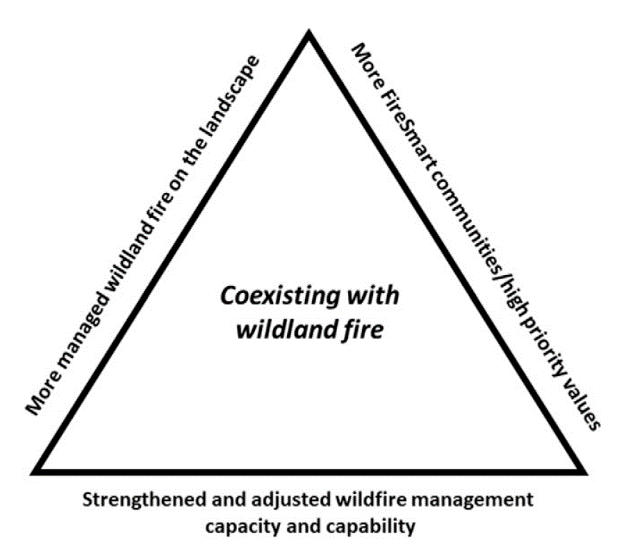 More managed wildland fire on the landscape
More FireSmart communities/high priority values
Coexisting with
wildland fire
Strengthened and adjusted wildfire management
capacity and capability